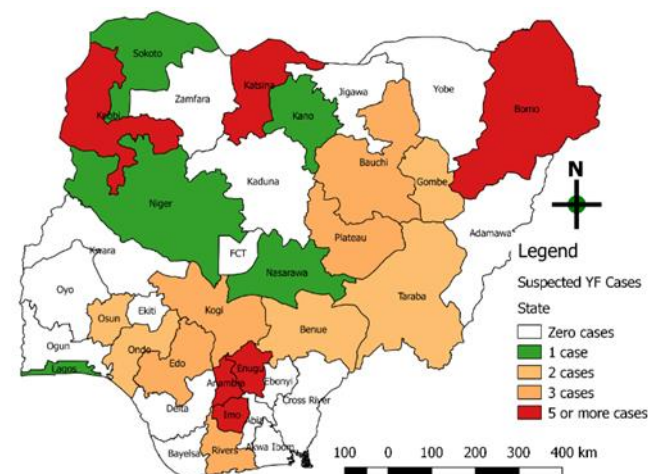 Sokoto
Katsina
Zamfara
Jigawa
Yobe
Borno
Kebbi
Kano
Kaduna
Bauchi
Gombe
Niger
N
Plateau
Adamawa
Kwara
FCT
Nasarawa
Legend
Oyo
Taraba
Suspected YF Cases
State
Osun
Ekiti
Kogi
Benue
Zero cases
Ogun
Ondo
Edo
Enugu
1 case
Lagos
Anambra
Ebonyi
2 cases
Delta
Imo
Abia
Cross River
3 cases
Bayelsa
Rivers
Akwa Ibom
5 or more cases
100 0 100 200 300 400 km